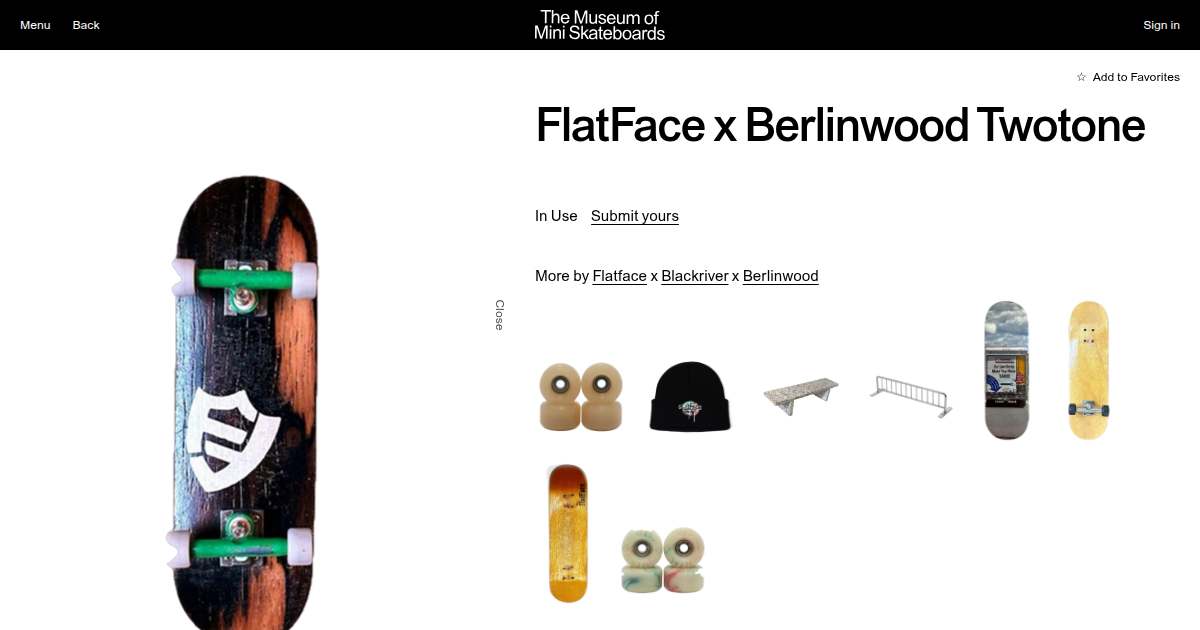 Menu
Back
The Museum of
Mini Skateboards
Sign in
☆ Add to Favorites
FlatFace x Berlinwood Twotone
In Use
Submit yours
More by Flatface x Blackriver x Berlinwood
Close
FlatFace